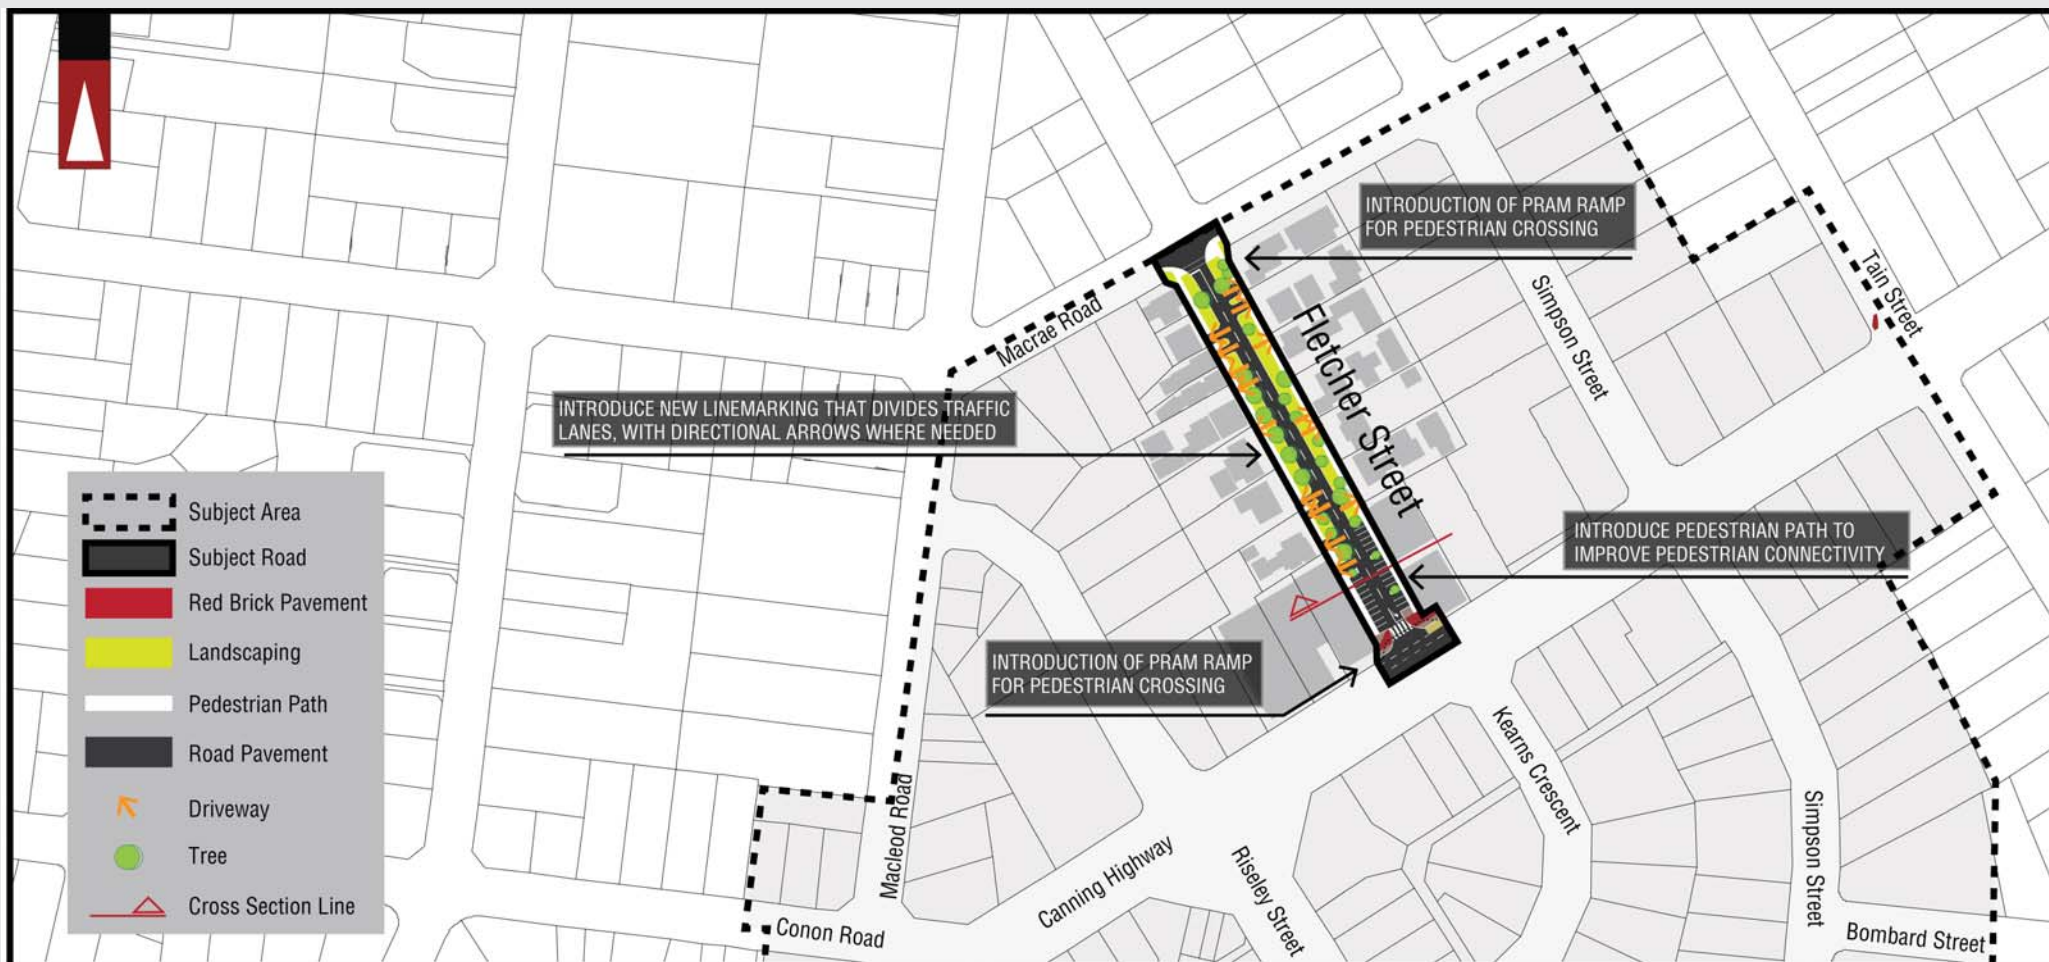 INTRODUCTION OF PRAM RAMP
FOR PEDESTRIAN CROSSING
Tain Street
Simpson Street
Macrae Road
Fletcher Street
INTRODUCE NEW LINEMARKING THAT DIVIDES TRAFFIC
LANES, WITH DIRECTIONAL ARROWS WHERE NEEDED
INTRODUCE PEDESTRIAN PATH TO
IMPROVE PEDESTRIAN CONNECTIVITY
INTRODUCTION OF PRAM RAMP
FOR PEDESTRIAN CROSSING
Subject Area
Subject Road
Red Brick Pavement
Landscaping
Pedestrian Path
Road Pavement
Driveway
Tree
Cross Section Line
Macleod Road
Conon Road
Canning Highway
Riseley Street
Kearns Crescent
Simpson Street
Bombard Street